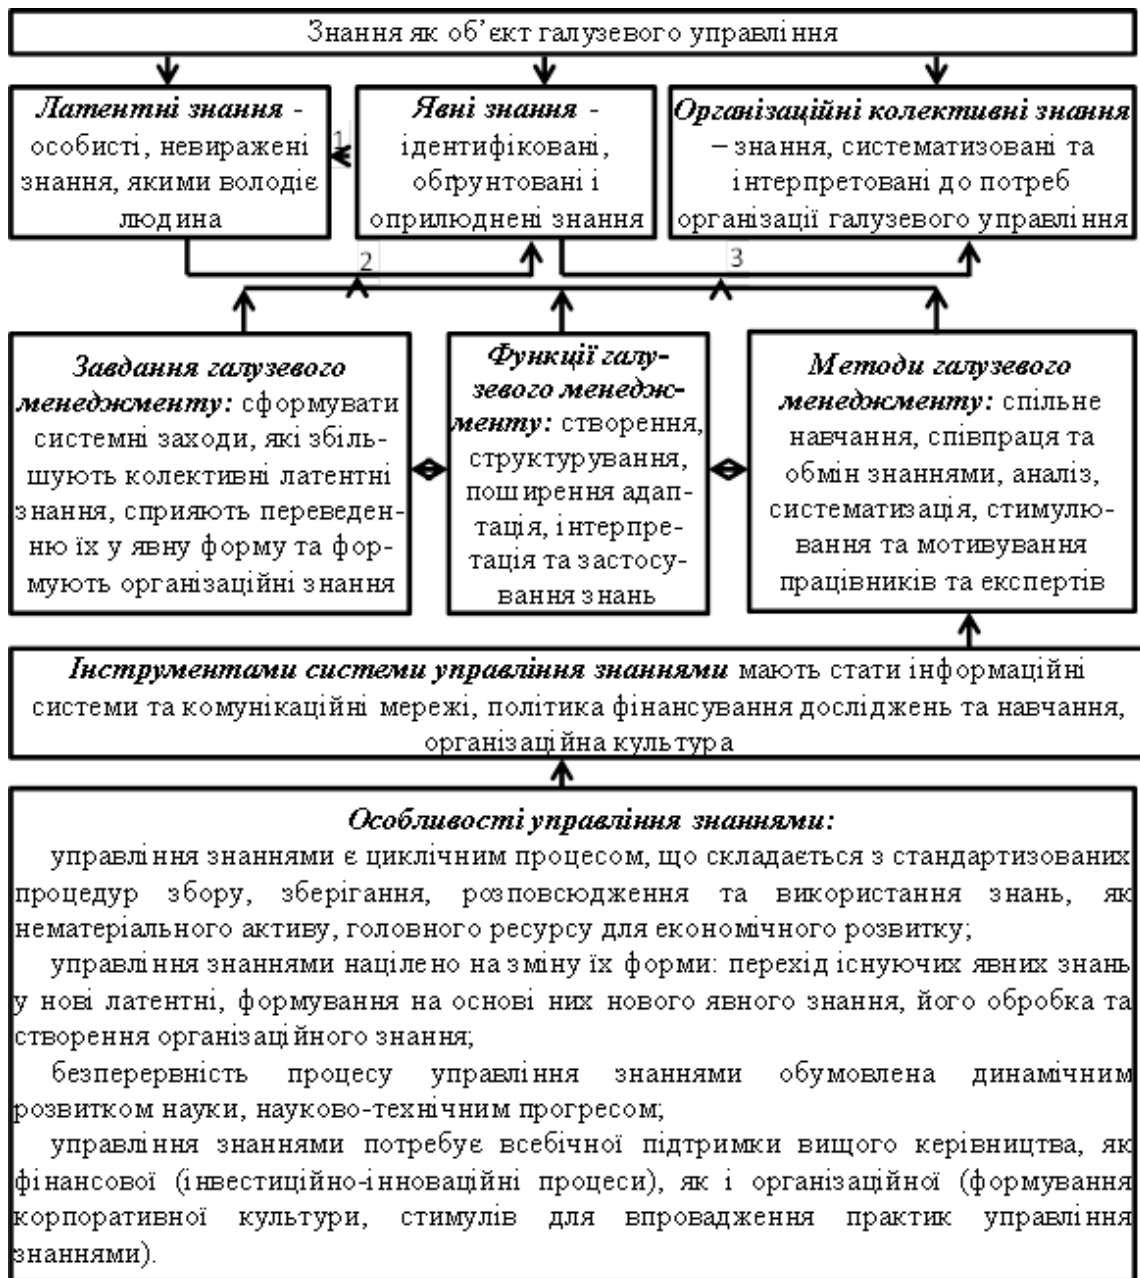 Знання як об’єкт галузевого управління
Латентні знання -
особисті, невиражені
знання, якими володіє
людина
1
Явні знання -
ідентифіковані,
обґрунтовані і
оприлюднені знання
Організаційні колективні знання
– знання, систематизовані та
інтерпретовані до потреб
організації галузевого управління
2
3
Завдання галузевого
менеджменту: сформувати
системні заходи, які збіль-
шують колективні латентні
знання, сприяють переведен-
ню їх у явну форму та фор-
мують організаційні знання
Функції галу-
зевого менедж-
менту: створення,
структурування,
поширення адап-
тація, інтерпре-
тація та застосу-
вання знань
Методи галузевого
менеджменту: спільне
навчання, співпраця та
обмін знаннями, аналіз,
систематизація, стимулю-
вання та мотивування
працівників та експертів
Інструментами системи управління знаннями мають стати інформаційні
системи та комунікаційні мережі, політика фінансування досліджень та навчання,
організаційна культура
Особливості управління знаннями:
управління знаннями є циклічним процесом, що складається з стандартизованих
процедур збору, зберігання, розповсюдження та використання знань, як
нематеріального активу, головного ресурсу для економічного розвитку;
управління знаннями націлено на зміну їх форми: перехід існуючих явних знань
у нові латентні, формування на основі них нового явного знання, його обробка та
створення організаційного знання;
безперервність процесу управління знаннями обумовлена динамічним
розвитком науки, науково-технічним прогресом;
управління знаннями потребує всебічної підтримки вищого керівництва, як
фінансової (інвестиційно-інноваційні процеси), як і організаційної (формування
корпоративної культури, стимулів для впровадження практик управління
знаннями).